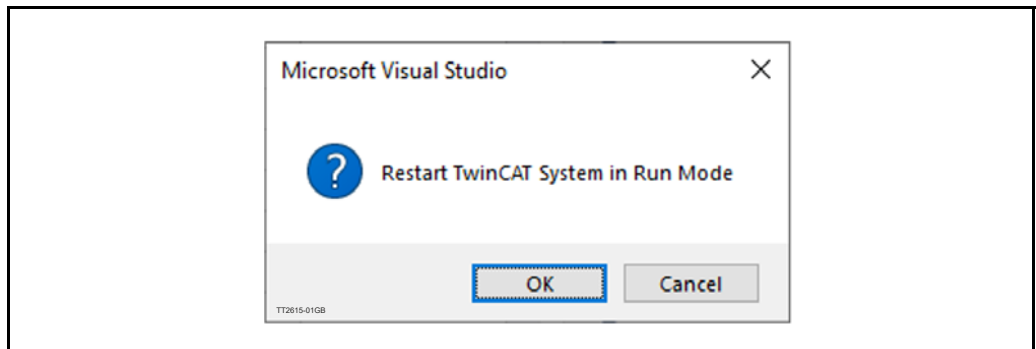 Microsoft Visual Studio
Restart TwinCAT System in Run Mode
OK Cancel
TT2615-01GB